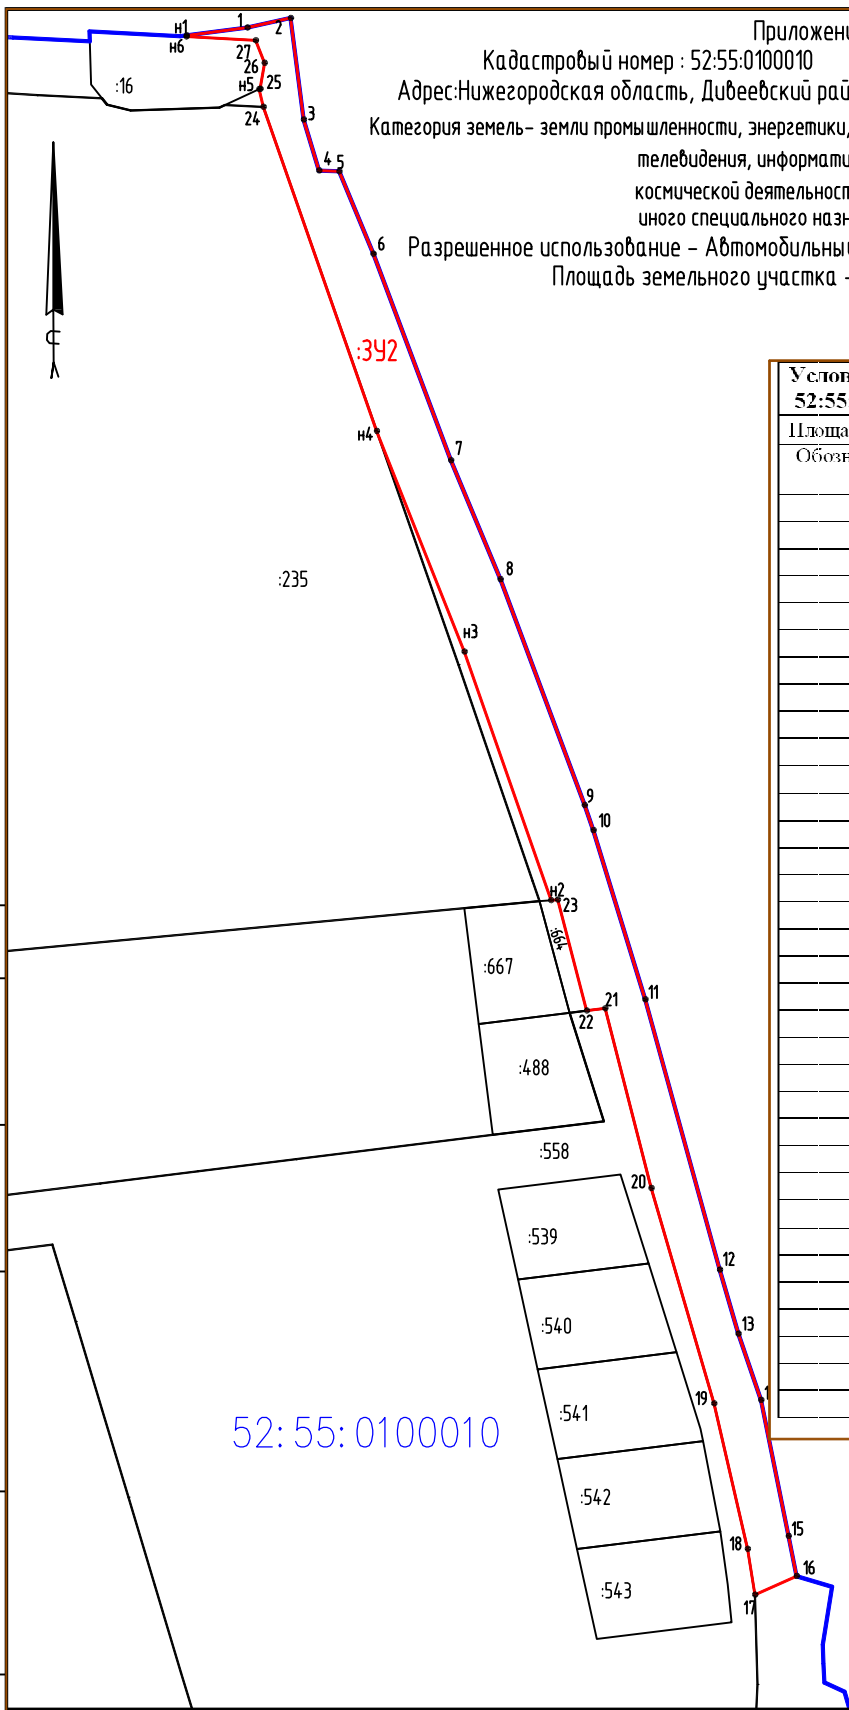 Приложени
Кадастровый номер : 52:55:0100010
Адрес:Нижегородская область, Дивеевский рай
Категория земель- земли промышленности, энергетики,
телевидения, информати
космической деятельност
иного специального назн
Разрешенное использование - Автомобильны
Площадь земельного участка -
н1
1
2
н6
27
26
:16
н5
25
24
3
4
5
6
:ЗУ2
Услов
52:55
н4
Площа
7
Обозн
8
:235
н3
9
10
н2
23
:664
:667
11
21
22
:488
:558
20
:539
12
:540
13
19
:541
52:55:0100010
:542
15
18
16
:543
17